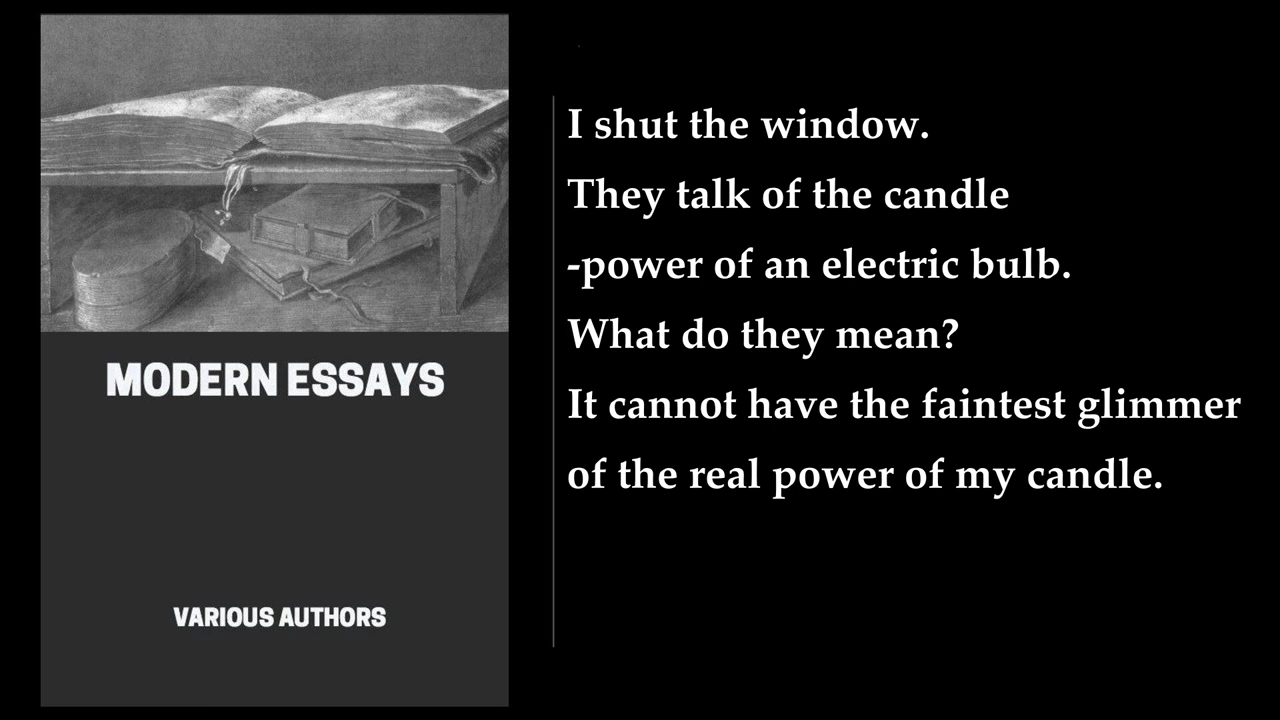 MODERN ESSAYS
VARIOUS AUTHORS
I shut the window.
They talk of the candle
-power of an electric bulb.
What do they mean?
It cannot have the faintest glimmer
of the real power of my candle.